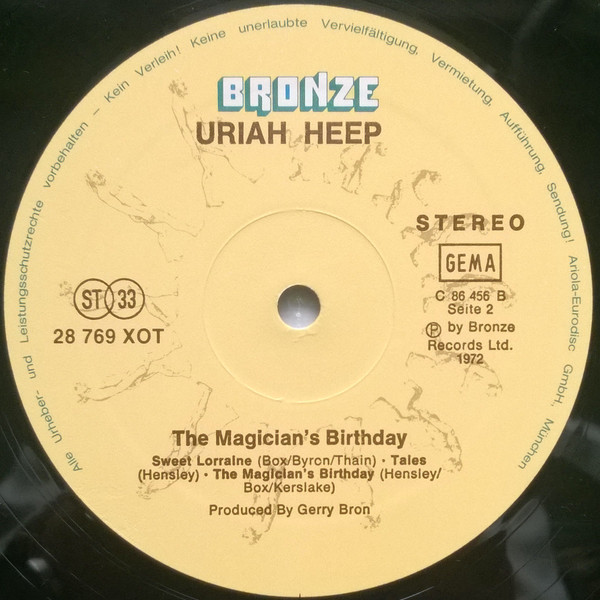 Alle Urheber- und Leistungsschutzrechte vorbehalten – Kein Verleih! Keine unerlaubte Vervielfältigung, Vermietung, Aufführung, Sendung! Ariola-Eurodisc GmbH, München
BRONZE
URIAH HEEP
STEREO
GEMA
C 86 456 B
Seite 2
Ⓟ by Bronze
Records Ltd.
1972
ST 33
28 769 XOT
The Magician's Birthday
Sweet Lorraine (Box/Byron/Thain) · Tales
(Hensley) · The Magician's Birthday (Hensley/
Box/Kerslake)
Produced By Gerry Bron